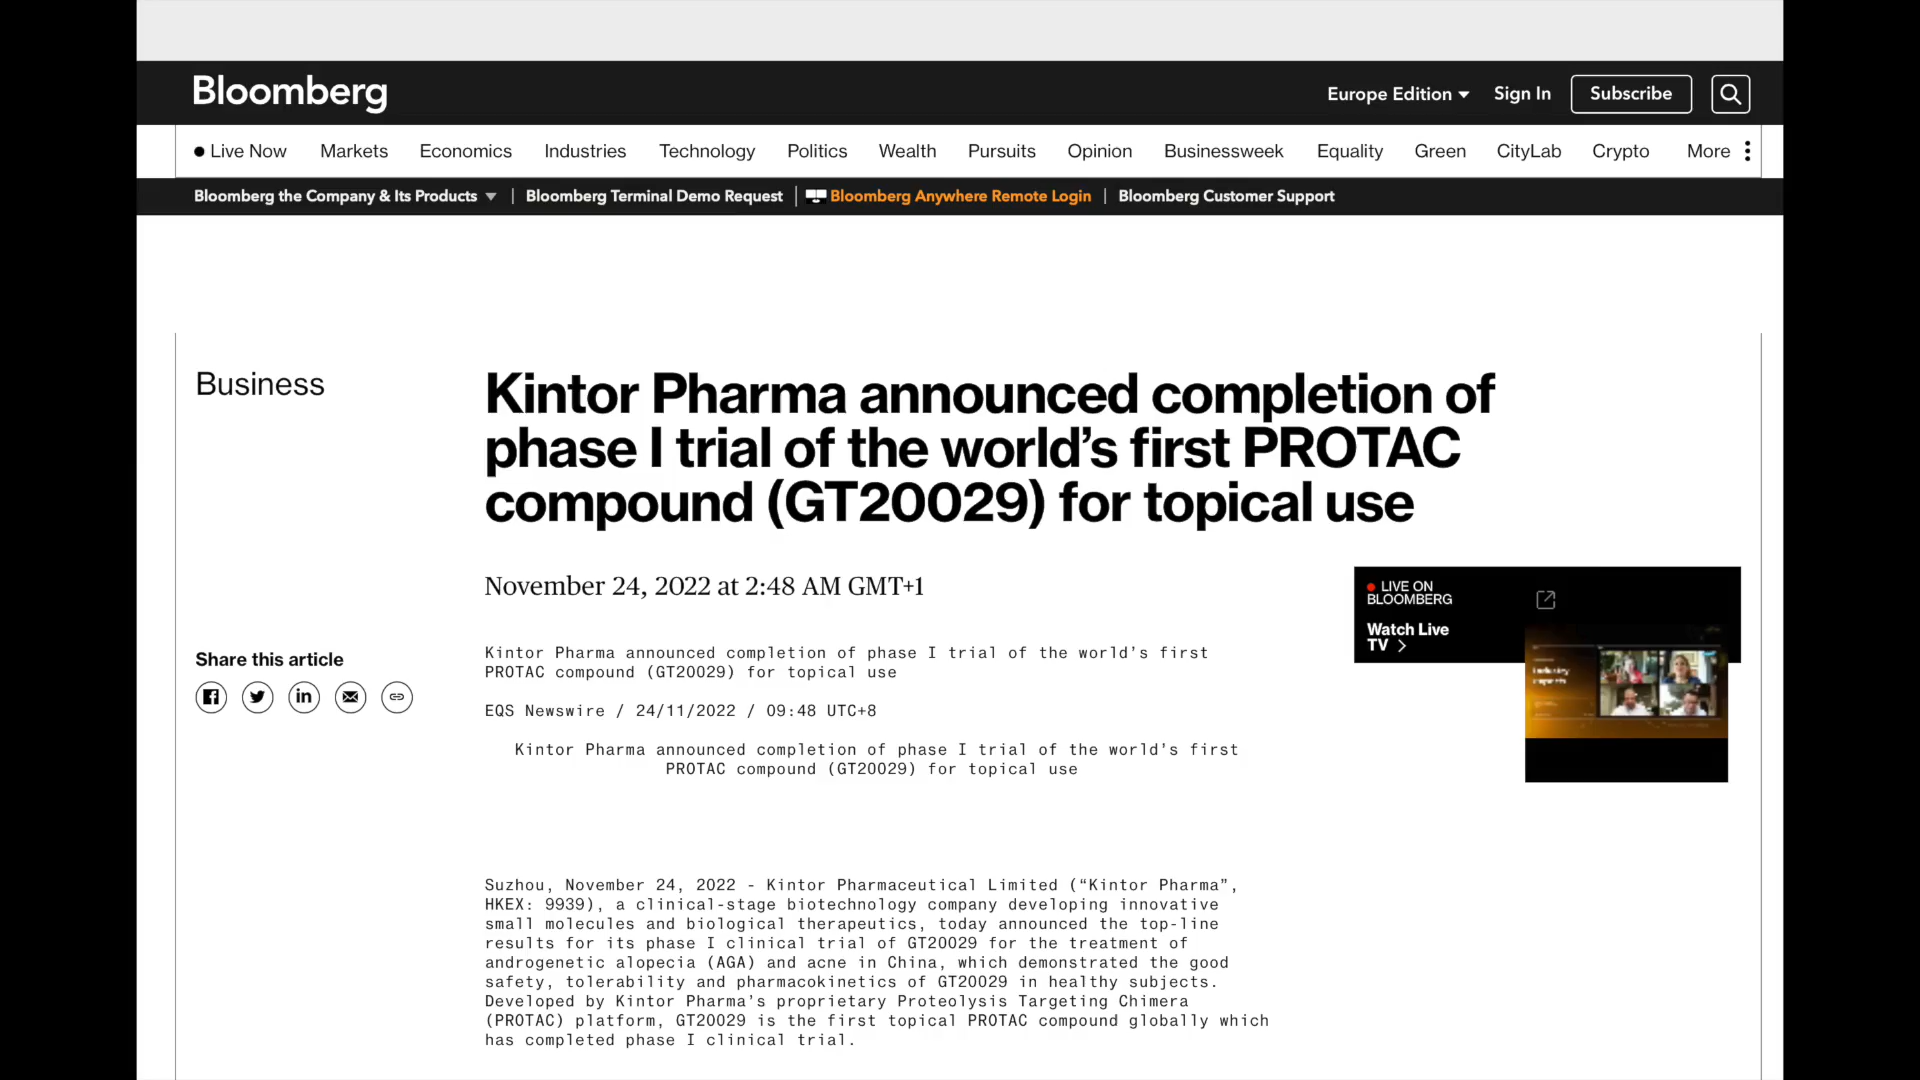 Bloomberg
Europe Edition
Sign In
Subscribe
Live Now
Markets
Economics
Industries
Technology
Politics
Wealth
Pursuits
Opinion
Businessweek
Equality
Green
CityLab
Crypto
More
Bloomberg the Company & Its Products
Bloomberg Terminal Demo Request
Bloomberg Anywhere Remote Login
Bloomberg Customer Support
Business
Kintor Pharma announced completion of
phase I trial of the world’s first PROTAC
compound (GT20029) for topical use
November 24, 2022 at 2:48 AM GMT+1
LIVE ON
BLOOMBERG
Watch Live
TV
Share this article
Kintor Pharma announced completion of phase I trial of the world’s first
PROTAC compound (GT20029) for topical use
EQS Newswire / 24/11/2022 / 09:48 UTC+8
Kintor Pharma announced completion of phase I trial of the world’s first
PROTAC compound (GT20029) for topical use
Suzhou, November 24, 2022 - Kintor Pharmaceutical Limited (“Kintor Pharma”,
HKEX: 9939), a clinical-stage biotechnology company developing innovative
small molecules and biological therapeutics, today announced the top-line
results for its phase I clinical trial of GT20029 for the treatment of
androgenetic alopecia (AGA) and acne in China, which demonstrated the good
safety, tolerability and pharmacokinetics of GT20029 in healthy subjects.
Developed by Kintor Pharma’s proprietary Proteolysis Targeting Chimera
(PROTAC) platform, GT20029 is the first topical PROTAC compound globally which
has completed phase I clinical trial.